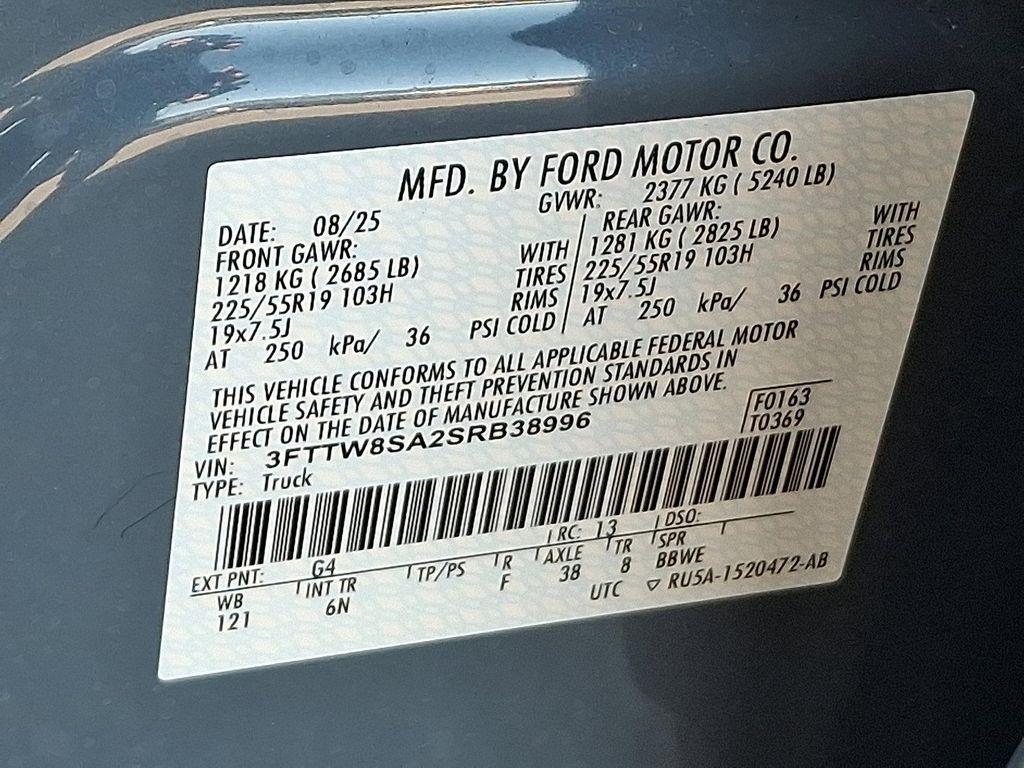 MFD. BY FORD MOTOR CO.
DATE: 08/25 GVWR: 2377 KG ( 5240 LB)
FRONT GAWR: REAR GAWR:
1218 KG ( 2685 LB) WITH 1281 KG ( 2825 LB) WITH
225/55R19 103H TIRES 225/55R19 103H TIRES
19x7.5J RIMS 19x7.5J RIMS
AT 250 kPa/ 36 PSI COLD AT 250 kPa/ 36 PSI COLD
THIS VEHICLE CONFORMS TO ALL APPLICABLE FEDERAL MOTOR
VEHICLE SAFETY AND THEFT PREVENTION STANDARDS IN
EFFECT ON THE DATE OF MANUFACTURE SHOWN ABOVE.
VIN: 3FTTW8SA2SRB38996 F0163
TYPE: Truck T0369
EXT PNT: G4 RC: 13 DSO:
WB INT TR TP/PS R AXLE TR SPR
121 6N F 38 8 BBWE
UTC ▽ RU5A-1520472-AB